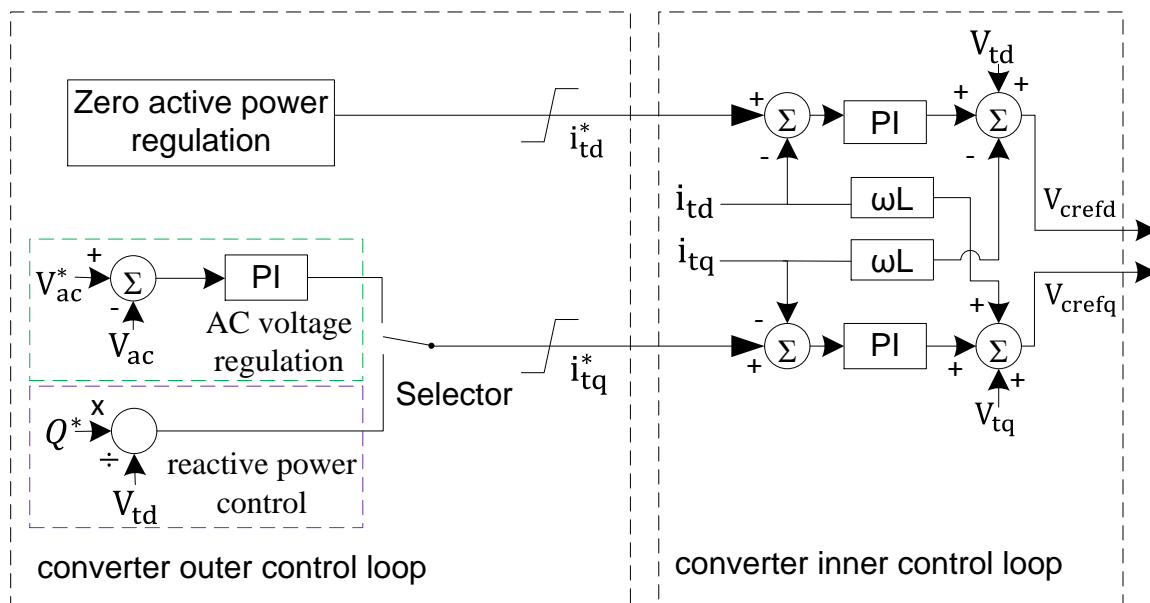 Zero active power
regulation
i*td
V*ac
+
-
Σ
PI
Vac
AC voltage
regulation
Selector
i*tq
Q*
x
÷
Vtd
reactive power
control
converter outer control loop
Vtd
+
-
Σ
PI
+
+
-
Σ
itd
ωL
Vcrefd
itq
ωL
Vcrefq
-
+
Σ
PI
+
+
+
Σ
Vtq
converter inner control loop